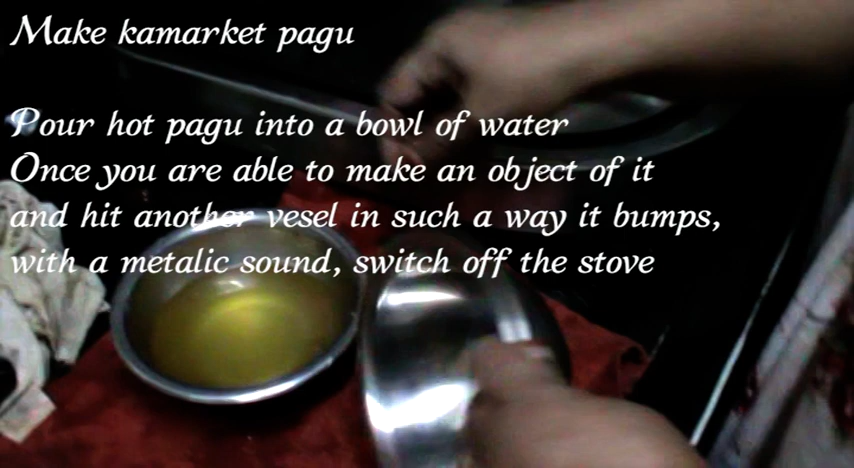 Make kamarket pagu
Pour hot pagu into a bowl of water
Once you are able to make an object of it
and hit another vesel in such a way it bumps,
with a metalic sound, switch off the stove